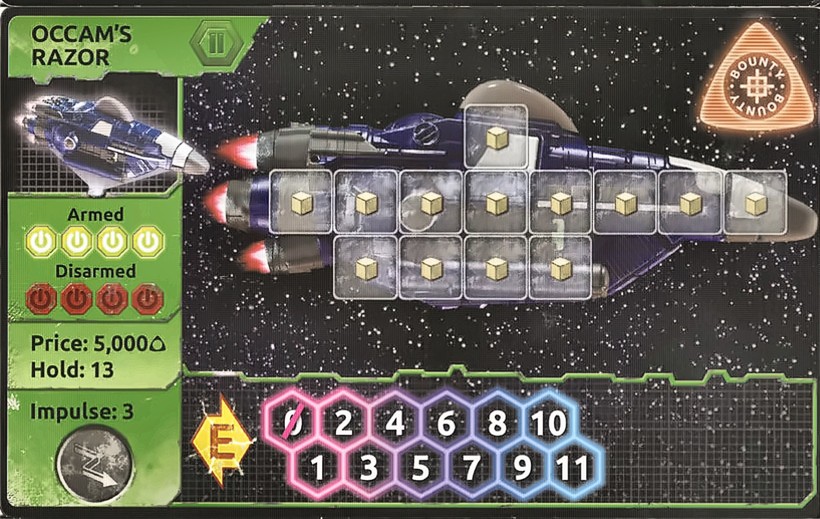 OCCAM'S
RAZOR
II
BOUNTY BOUNTY
Armed
Disarmed
Price: 5,000
Hold: 13
Impulse: 3
E
0 2 4 6 8 10
1 3 5 7 9 11